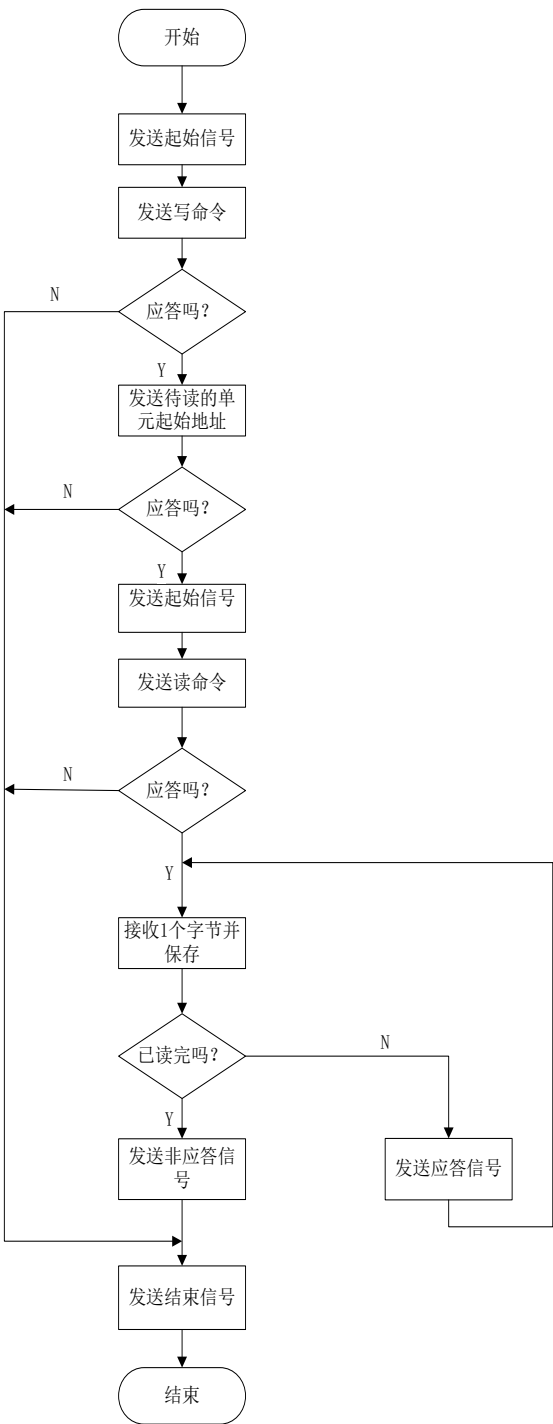 开始
发送起始信号
发送写命令
N
应答吗?
Y
发送待读的单
元起始地址
N
应答吗?
Y
发送起始信号
发送读命令
N
应答吗?
Y
接收1个字节并
保存
已读完吗?
N
Y
发送非应答信
号
发送应答信号
发送结束信号
结束